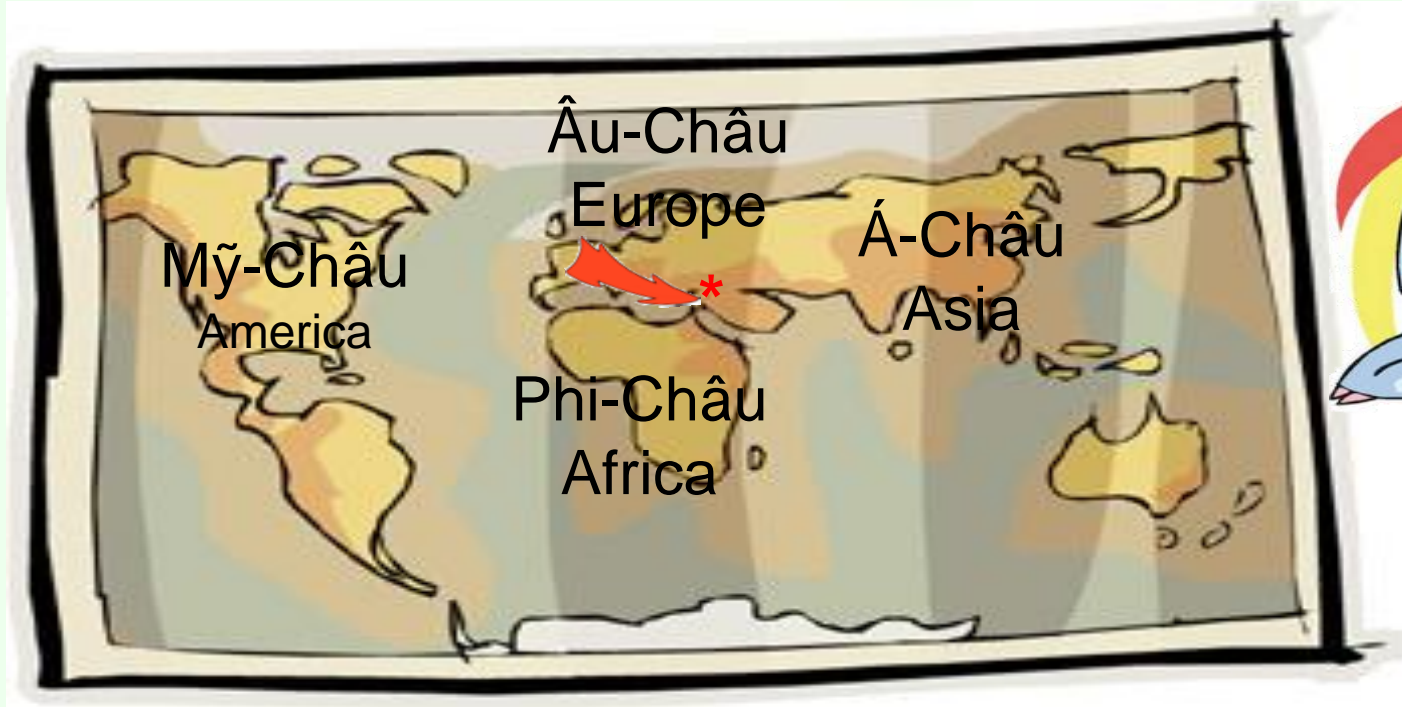 Âu-Châu
Europe
Mỹ-Châu
America
Á-Châu
Asia
Phi-Châu
Africa
*